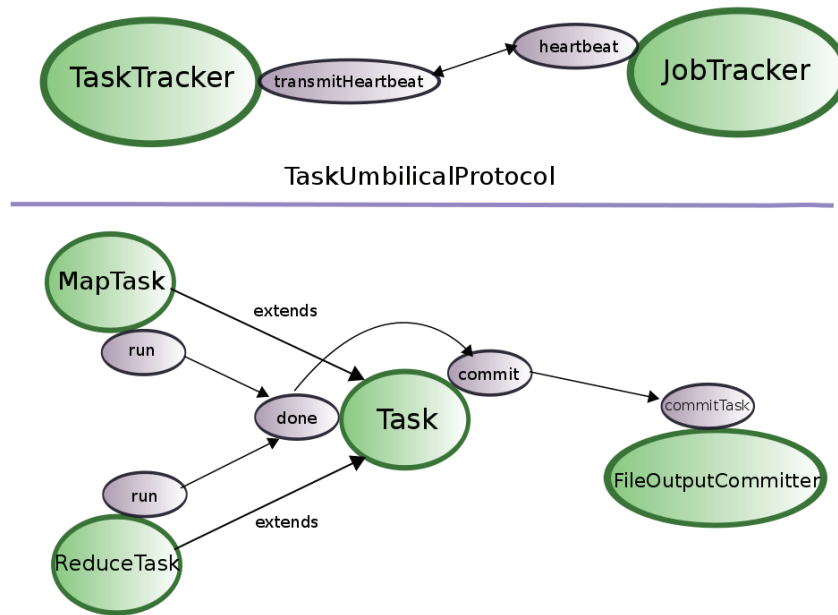 TaskTracker
transmitHeartbeat
heartbeat
JobTracker
TaskUmbilicalProtocol
MapTask
run
extends
done
Task
commit
commitTask
FileOutputCommitter
run
extends
ReduceTask